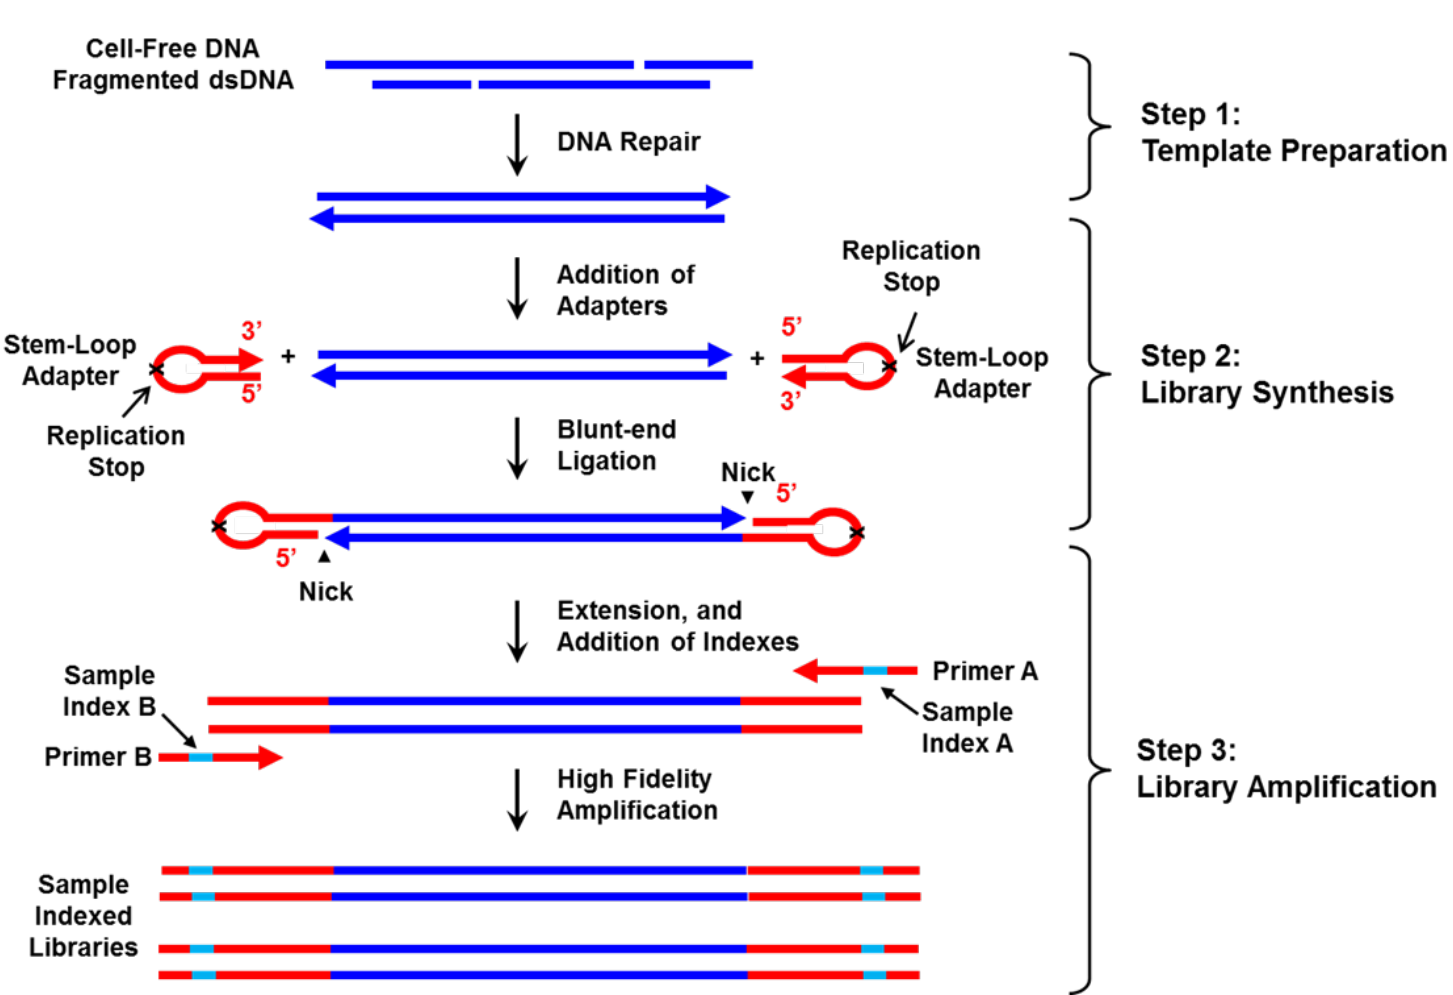 Cell-Free DNA
Fragmented dsDNA
DNA Repair
Step 1:
Template Preparation
Addition of
Adapters
Replication
Stop
Stem-Loop
Adapter
3’
5’
+
+
5’
3’
Stem-Loop
Adapter
Replication
Stop
Step 2:
Library Synthesis
Blunt-end
Ligation
Nick
5’
5’
Nick
Extension, and
Addition of Indexes
Sample
Index B
Primer B
Primer A
Sample
Index A
High Fidelity
Amplification
Step 3:
Library Amplification
Sample
Indexed
Libraries